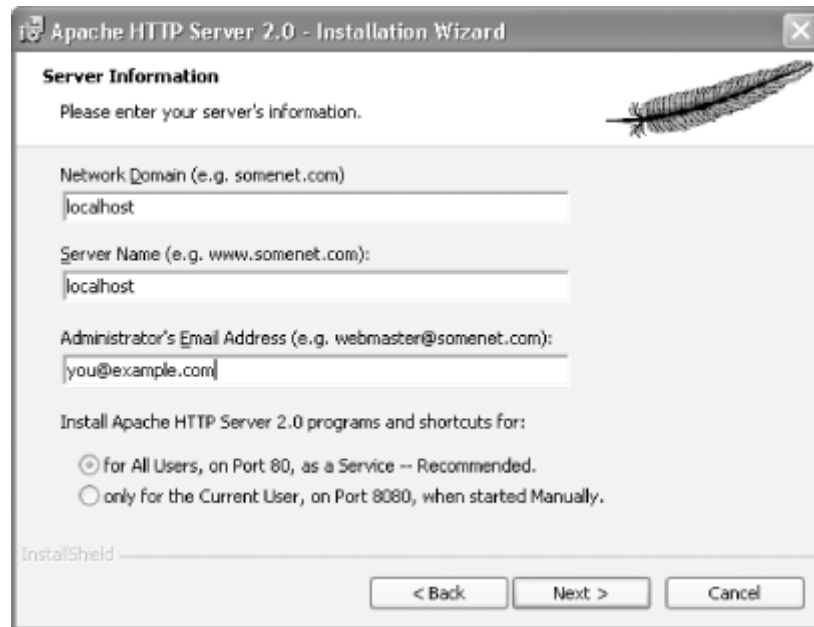 Apache HTTP Server 2.0 - Installation Wizard
Server Information
Please enter your server's information.
Network Domain (e.g. somenet.com)
localhost
Server Name (e.g. www.somenet.com):
localhost
Administrator's Email Address (e.g. webmaster@somenet.com):
you@example.com
Install Apache HTTP Server 2.0 programs and shortcuts for:
for All Users, on Port 80, as a Service -- Recommended.
only for the Current User, on Port 8080, when started Manually.
InstallShield
< Back Next > Cancel